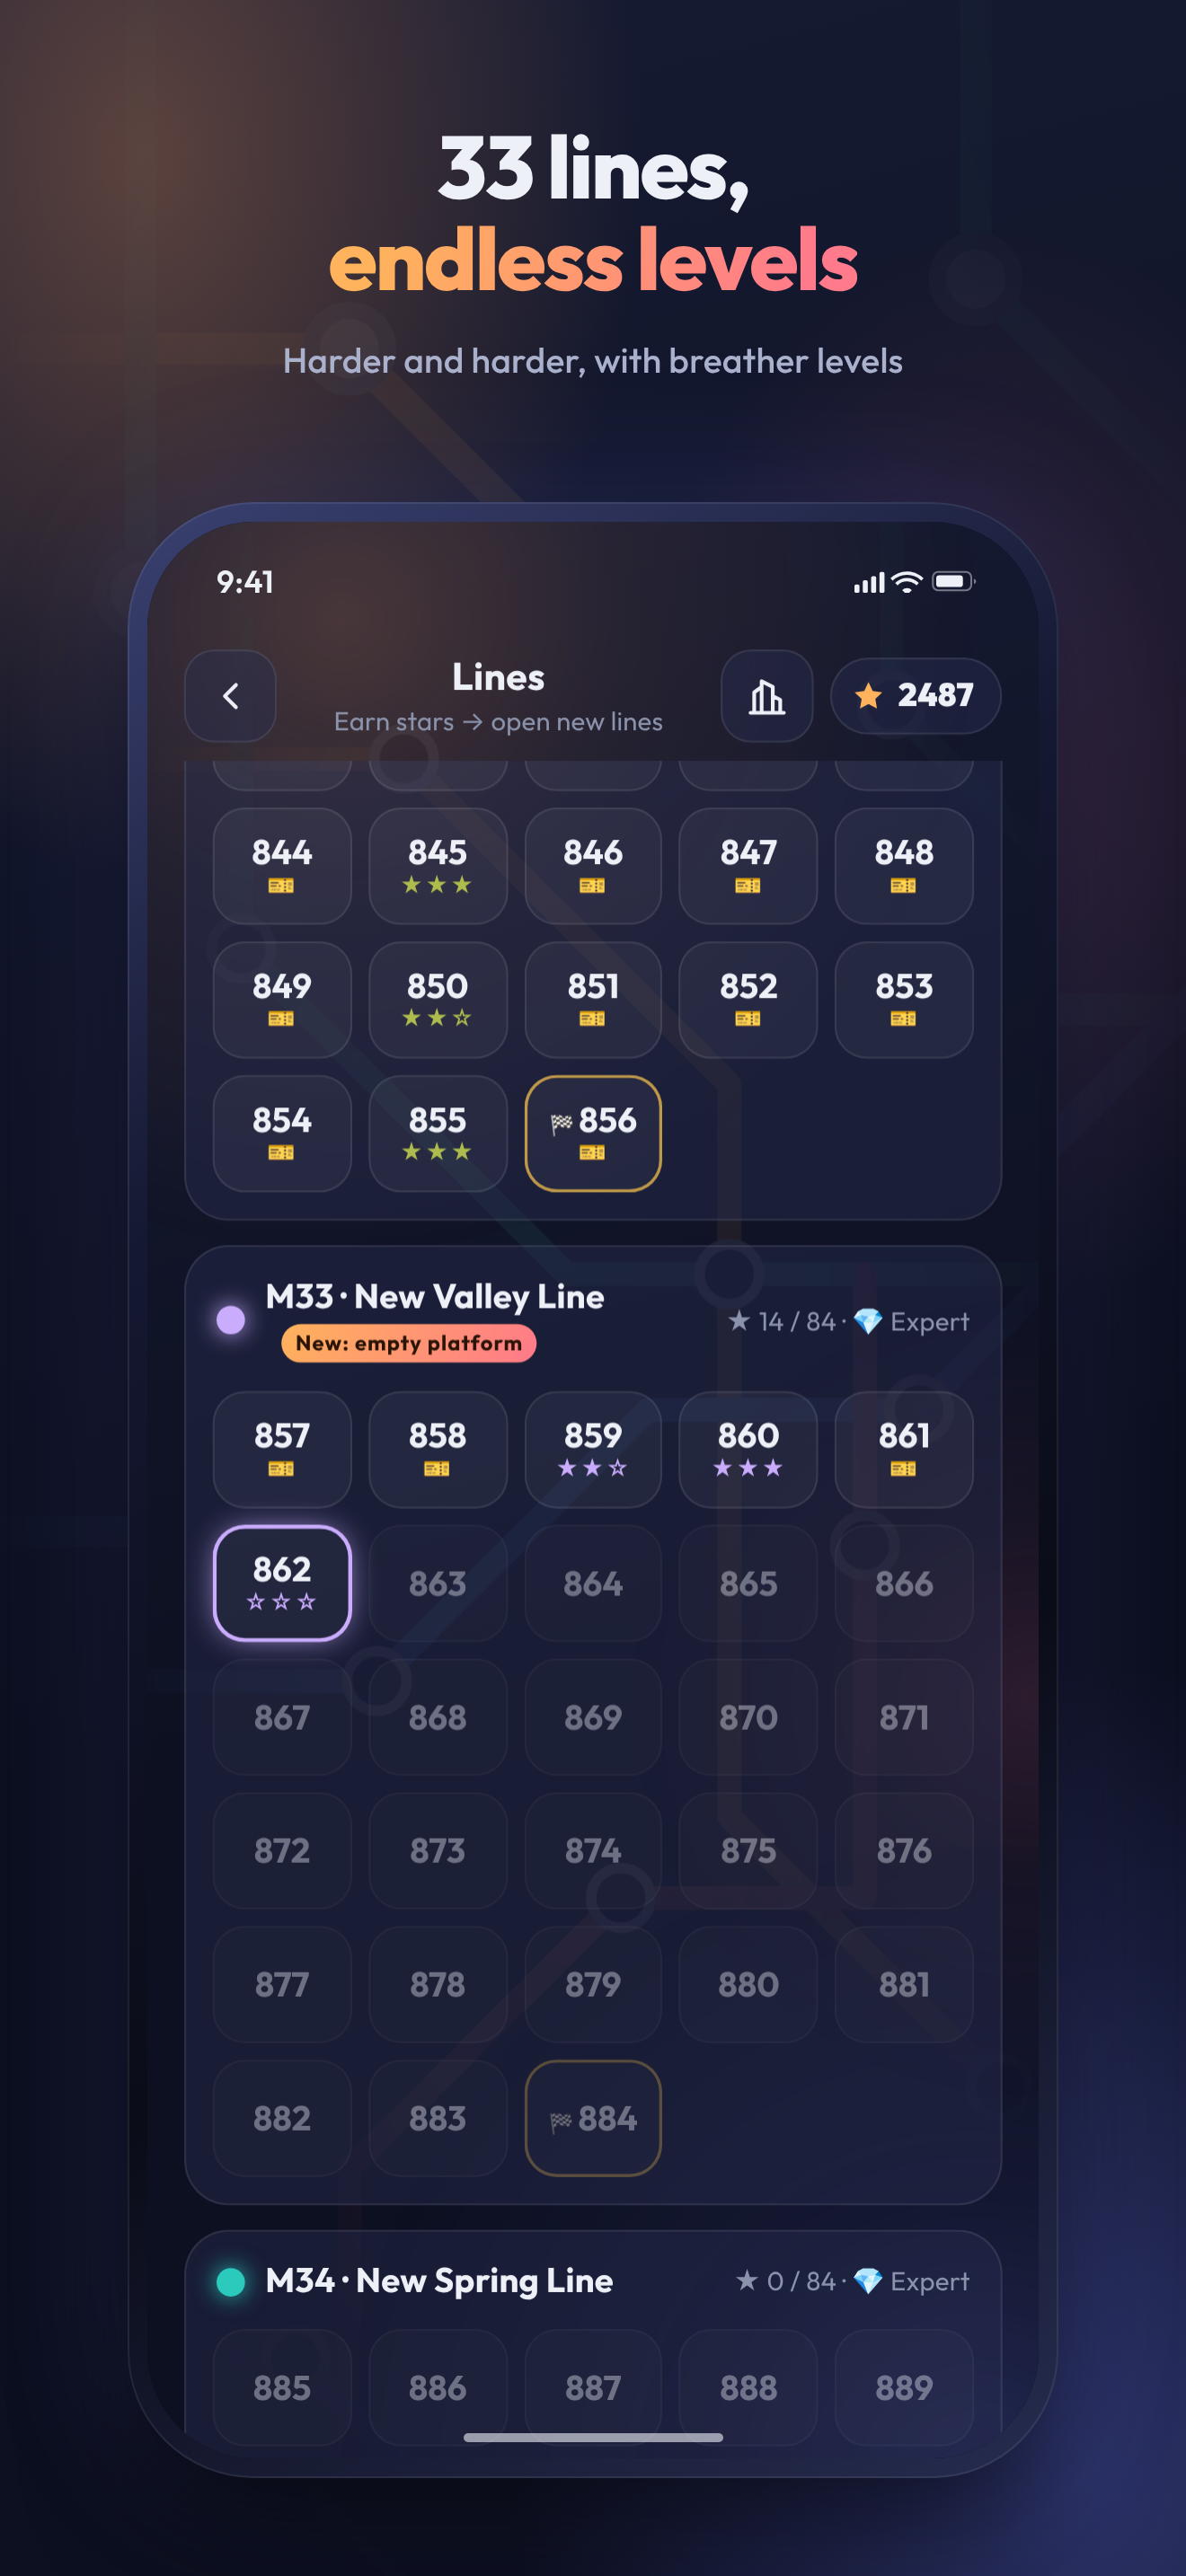 33 lines,
endless levels
Harder and harder, with breather levels
9:41
Lines
Earn stars → open new lines
★ 2487
844 845 846 847 848
★★★
849 850 851 852 853
★★☆
854 855 856
★★★
M33 · New Valley Line
New: empty platform
★ 14 / 84 · 💎 Expert
857 858 859 860 861
★★☆ ★★★
862 863 864 865 866
☆☆☆
867 868 869 870 871
872 873 874 875 876
877 878 879 880 881
882 883 884
M34 · New Spring Line
★ 0 / 84 · 💎 Expert
885 886 887 888 889